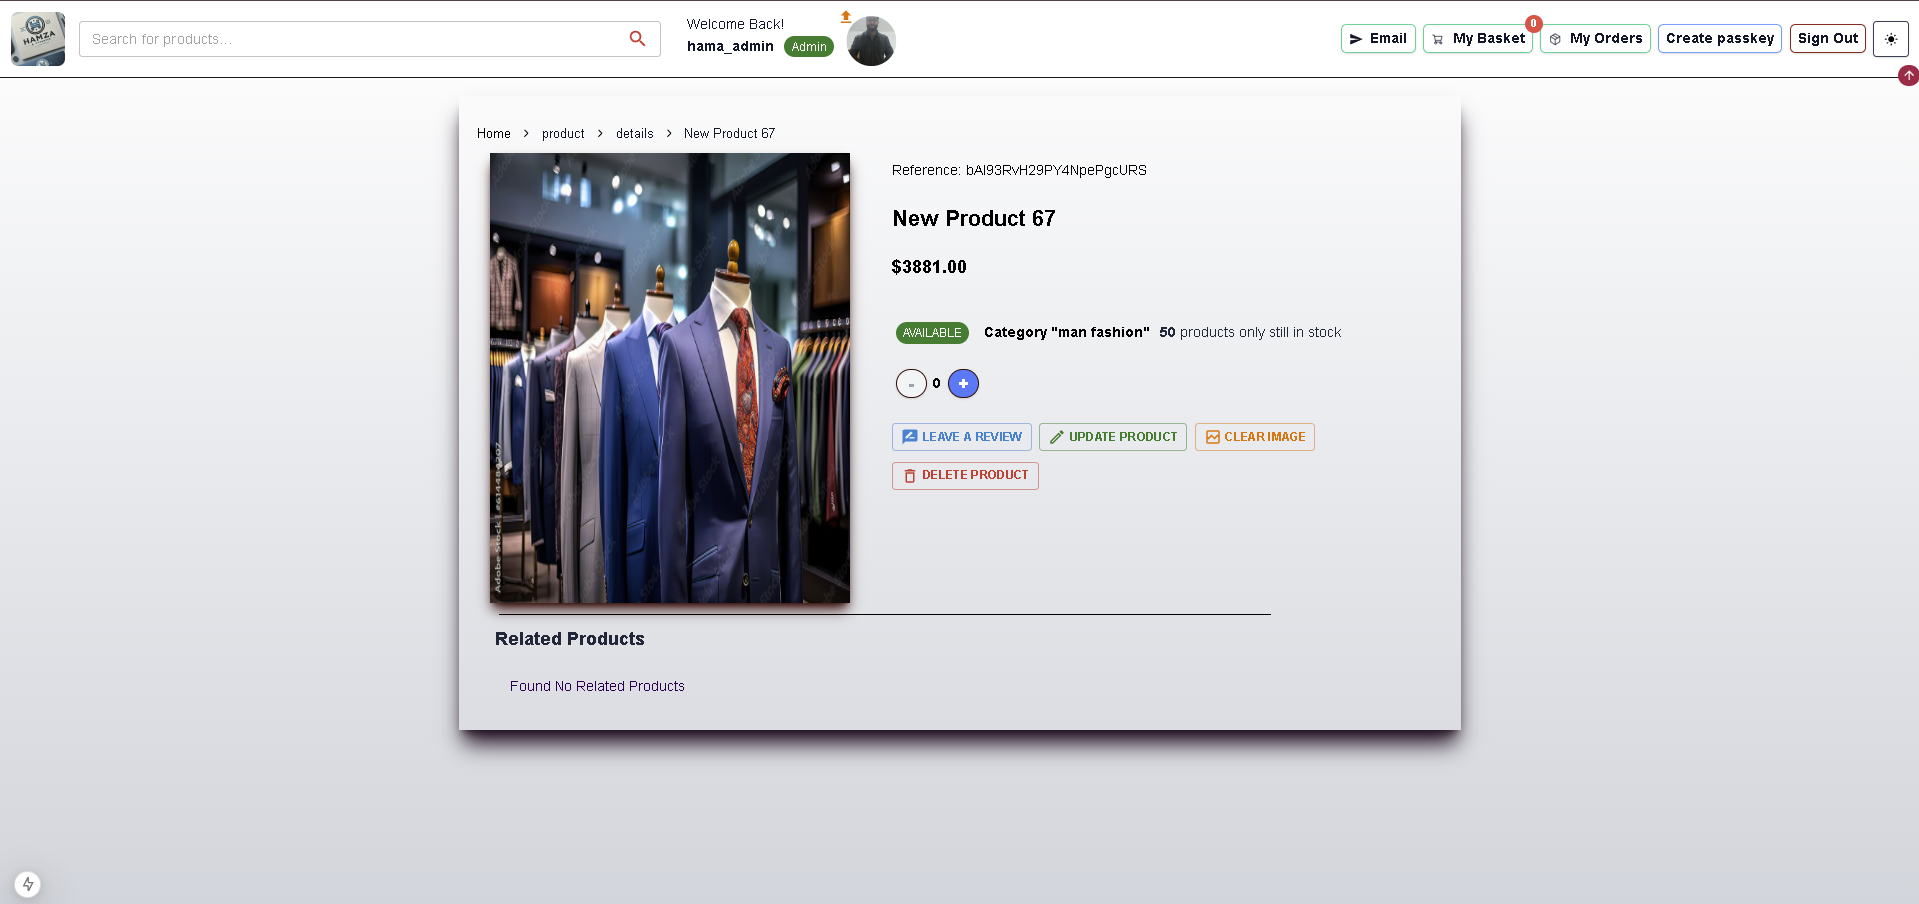 HAMZA
Search for products...
Welcome Back!
hama_admin Admin
Email
0
My Basket
My Orders
Create passkey
Sign Out
Home > product > details > New Product 67
Reference: bAI93RvH29PY4NpePgcURS
New Product 67
$3881.00
AVAILABLE Category "man fashion" 50 products only still in stock
- 0 +
LEAVE A REVIEW UPDATE PRODUCT CLEAR IMAGE
DELETE PRODUCT
Adobe Stock | #614484207
Related Products
Found No Related Products